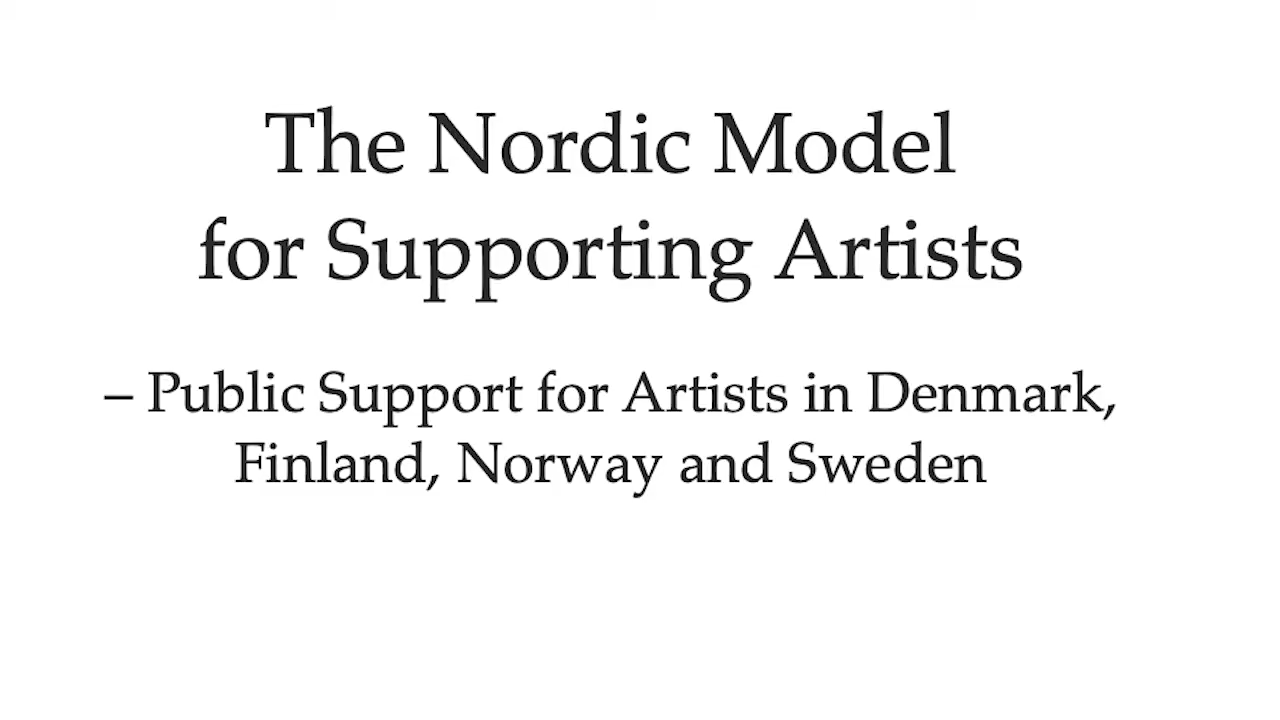 The Nordic Model
for Supporting Artists
– Public Support for Artists in Denmark,
Finland, Norway and Sweden